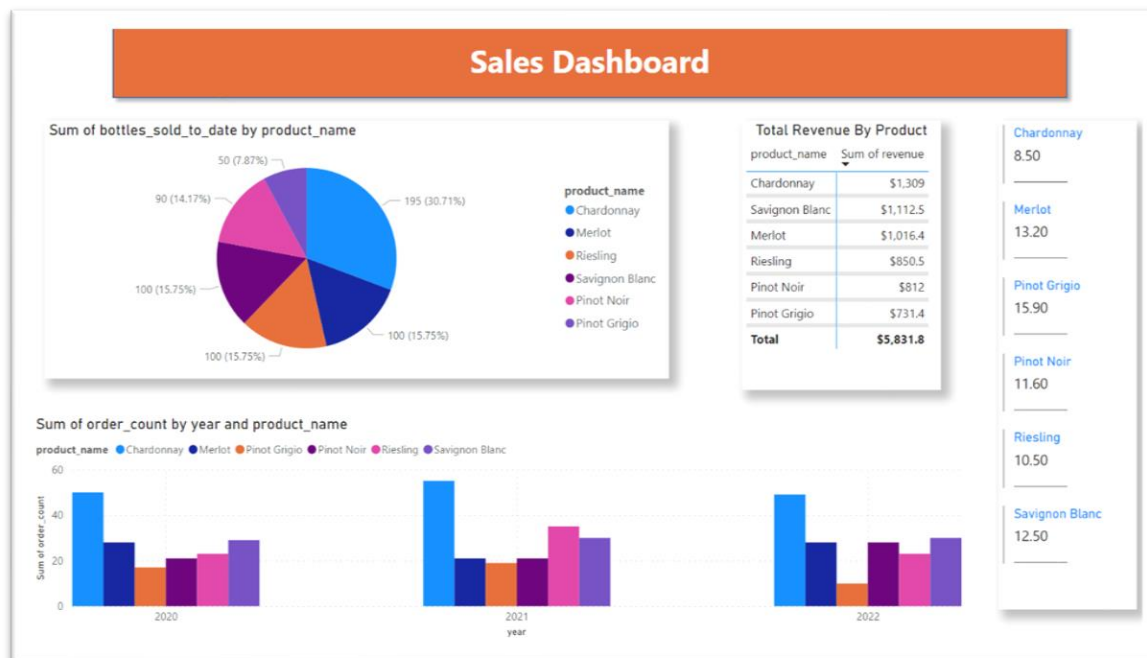 Sales Dashboard
Sum of bottles_sold_to_date by product_name
50 (7.87%)
90 (14.17%)
195 (30.71%)
100 (15.75%)
100 (15.75%)
100 (15.75%)
product_name
Chardonnay
Merlot
Riesling
Savignon Blanc
Pinot Noir
Pinot Grigio
Total Revenue By Product
product_name Sum of revenue
Chardonnay $1,309
Savignon Blanc $1,112.5
Merlot $1,016.4
Riesling $850.5
Pinot Noir $812
Pinot Grigio $731.4
Total $5,831.8
Chardonnay
8.50
Merlot
13.20
Pinot Grigio
15.90
Pinot Noir
11.60
Riesling
10.50
Savignon Blanc
12.50
Sum of order_count by year and product_name
product_name Chardonnay Merlot Pinot Grigio Pinot Noir Riesling Savignon Blanc
Sum of order_count
60
40
20
0
2020 2021 2022
year